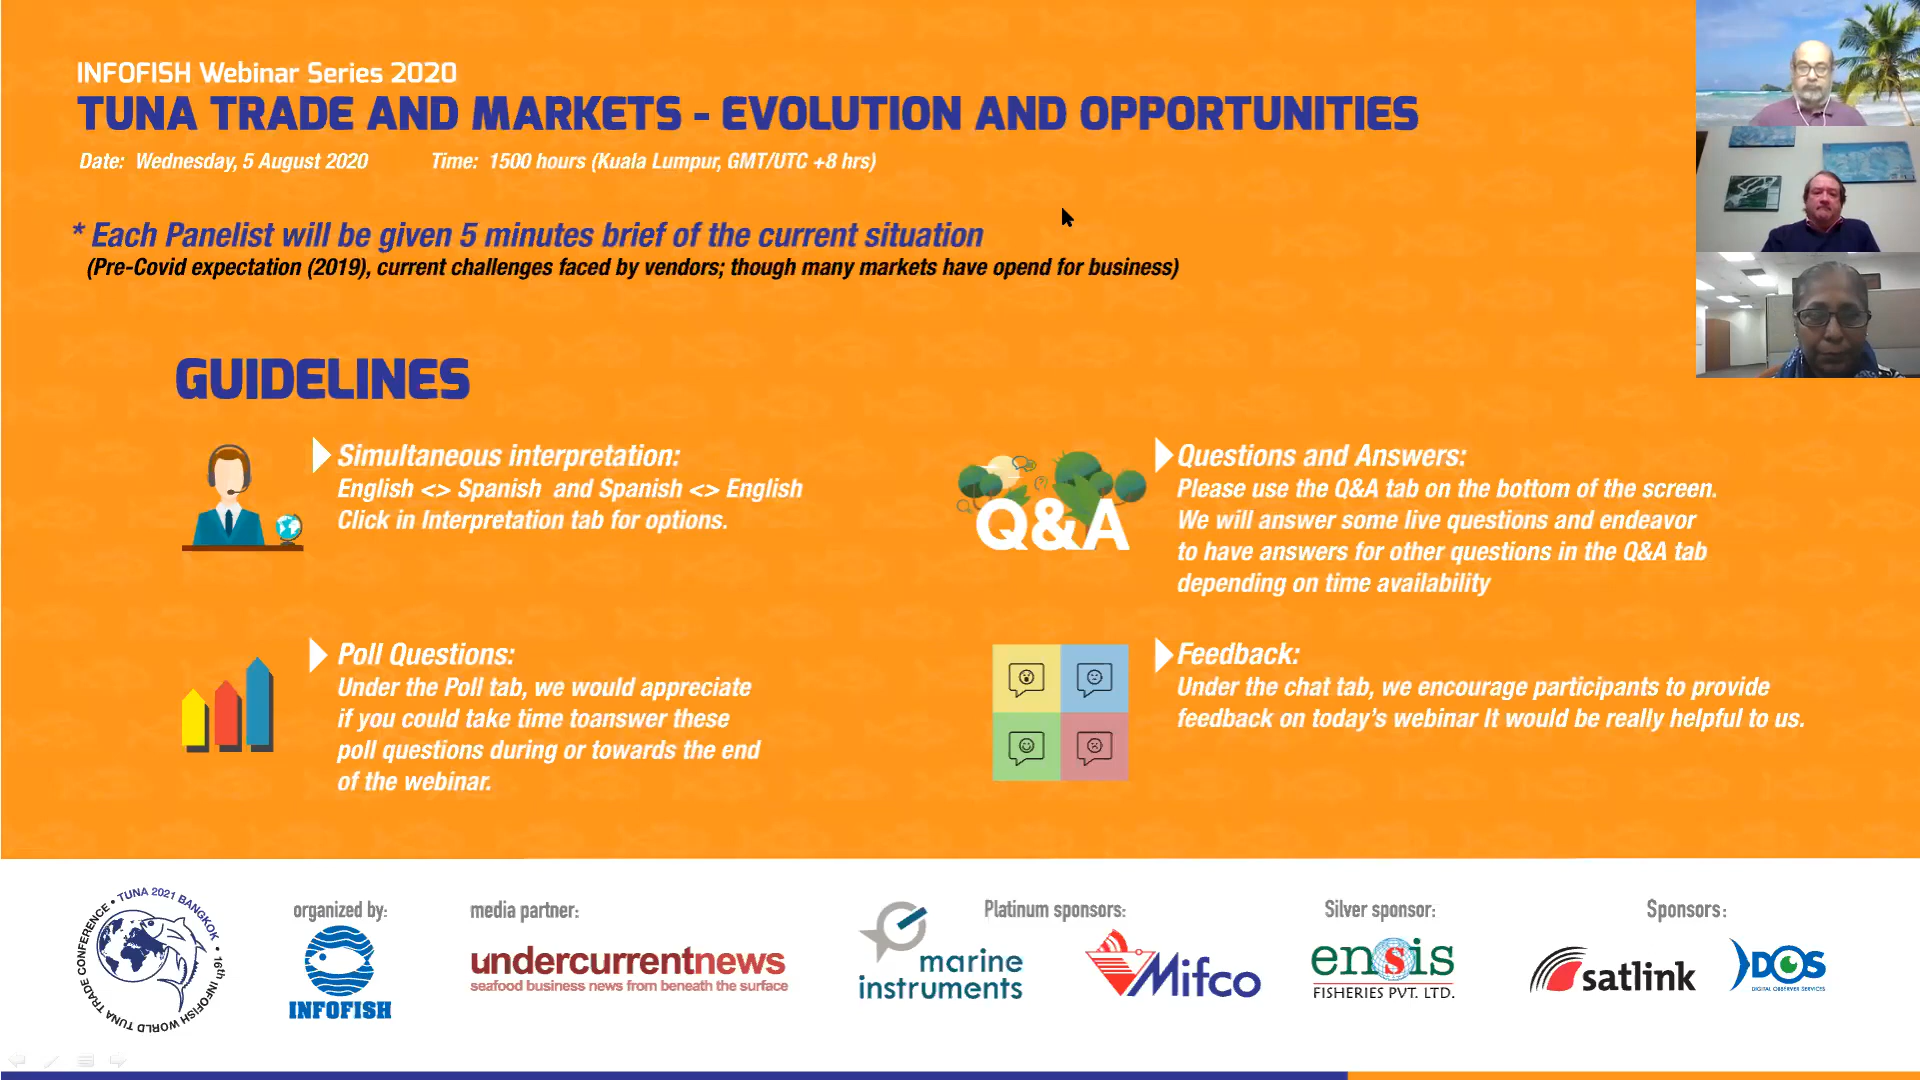 INFOFISH Webinar Series 2020
TUNA TRADE AND MARKETS - EVOLUTION AND OPPORTUNITIES
Date: Wednesday, 5 August 2020 Time: 1500 hours (Kuala Lumpur, GMT/UTC +8 hrs)
* Each Panelist will be given 5 minutes brief of the current situation
(Pre-Covid expectation (2019), current challenges faced by vendors; though many markets have opend for business)
GUIDELINES
Simultaneous interpretation:
English <> Spanish and Spanish <> English
Click in Interpretation tab for options.
Q&A
Questions and Answers:
Please use the Q&A tab on the bottom of the screen.
We will answer some live questions and endeavor
to have answers for other questions in the Q&A tab
depending on time availability
Poll Questions:
Under the Poll tab, we would appreciate
if you could take time toanswer these
poll questions during or towards the end
of the webinar.
Feedback:
Under the chat tab, we encourage participants to provide
feedback on today's webinar It would be really helpful to us.
• TUNA 2021 BANGKOK • 16th INFOFISH WORLD TUNA TRADE CONFERENCE
organized by:
INFOFISH
media partner:
undercurrentnews
seafood business news from beneath the surface
Platinum sponsors:
marine
instruments
Mifco
Silver sponsor:
ensis
FISHERIES PVT. LTD.
Sponsors:
satlink
DOS
DIGITAL OBSERVER SERVICES